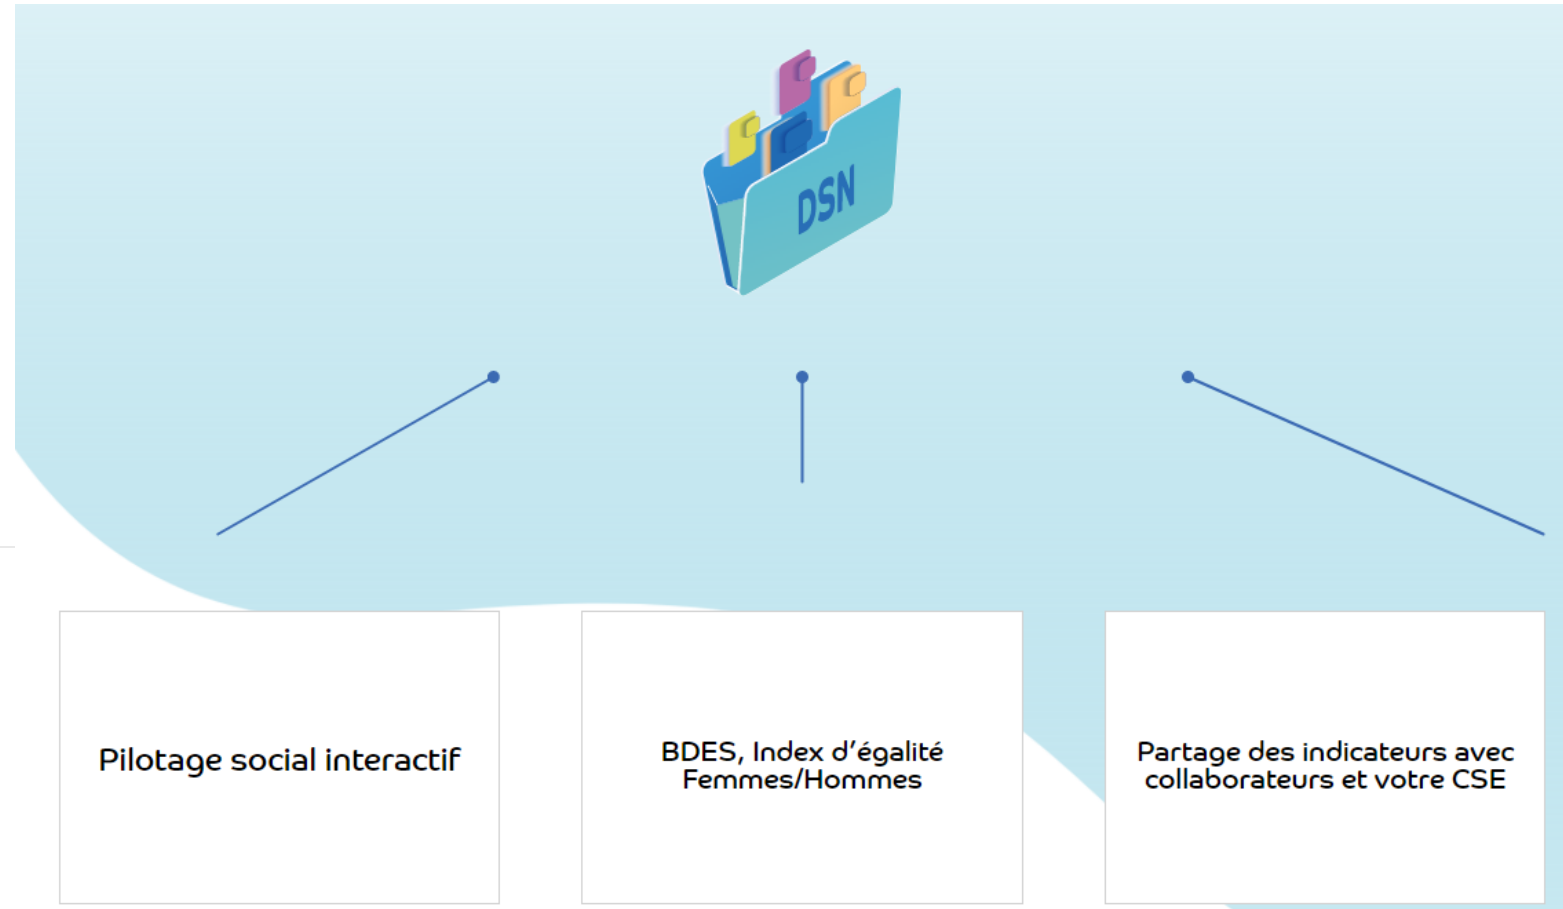 DSN
Pilotage social interactif
BDES, Index d’égalité
Femmes/Hommes
Partage des indicateurs avec
collaborateurs et votre CSE